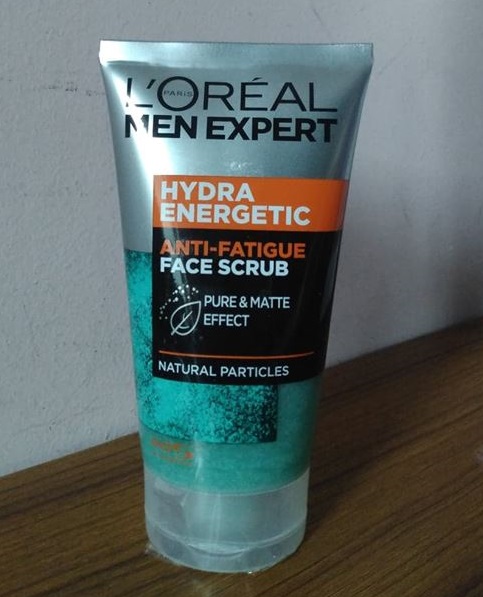 L'ORÉAL
PARIS
MEN EXPERT
HYDRA
ENERGETIC
ANTI-FATIGUE
FACE SCRUB
PURE & MATTE
EFFECT
NATURAL PARTICLES